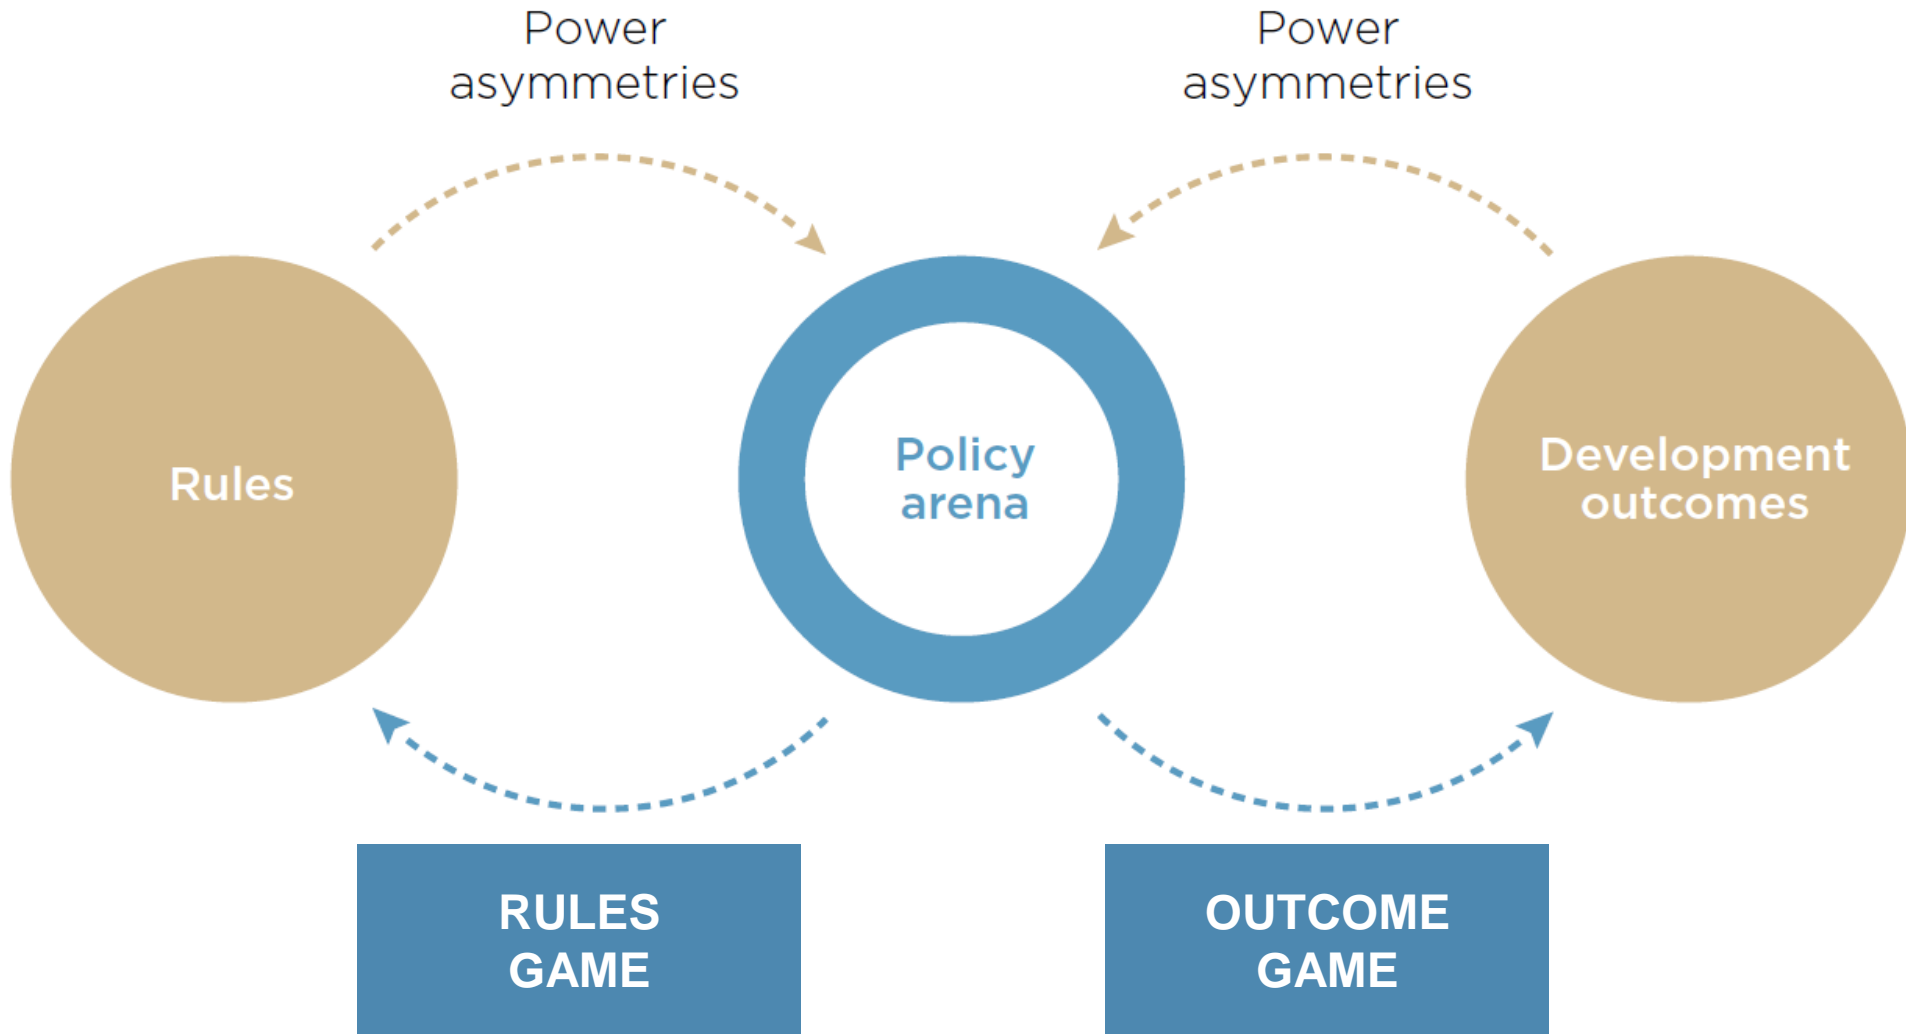 Power
asymmetries
Power
asymmetries
Rules
Policy
arena
Development
outcomes
RULES
GAME
OUTCOME
GAME